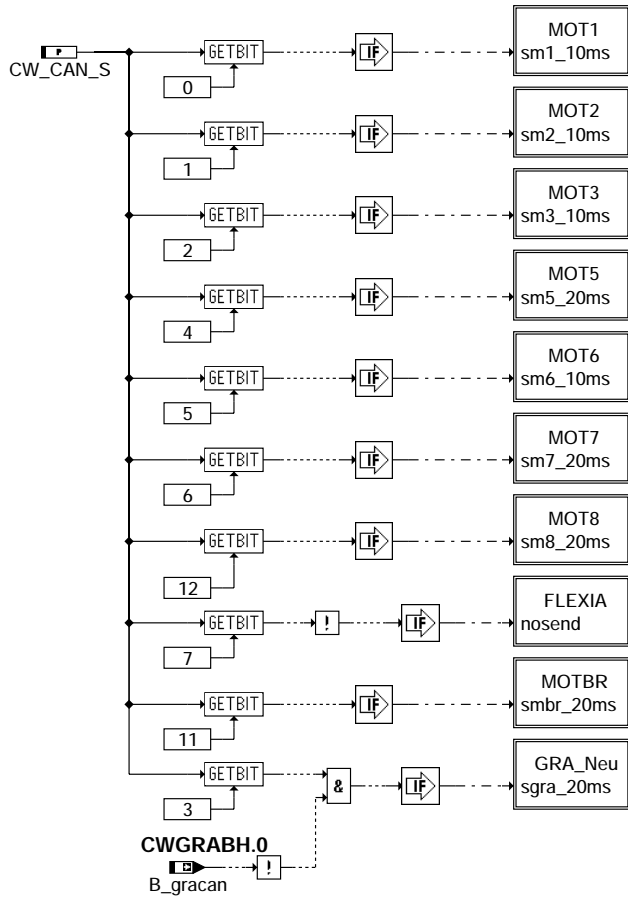 P
CW_CAN_S
GETBIT
0
IF
MOT1
sm1_10ms
GETBIT
1
IF
MOT2
sm2_10ms
GETBIT
2
IF
MOT3
sm3_10ms
GETBIT
4
IF
MOT5
sm5_20ms
GETBIT
5
IF
MOT6
sm6_10ms
GETBIT
6
IF
MOT7
sm7_20ms
GETBIT
12
IF
MOT8
sm8_20ms
GETBIT
7
!
IF
FLEXIA
nosend
GETBIT
11
IF
MOTBR
smbr_20ms
GETBIT
3
&
IF
GRA_Neu
sgra_20ms
CWGRABH.0
!
B_gracan